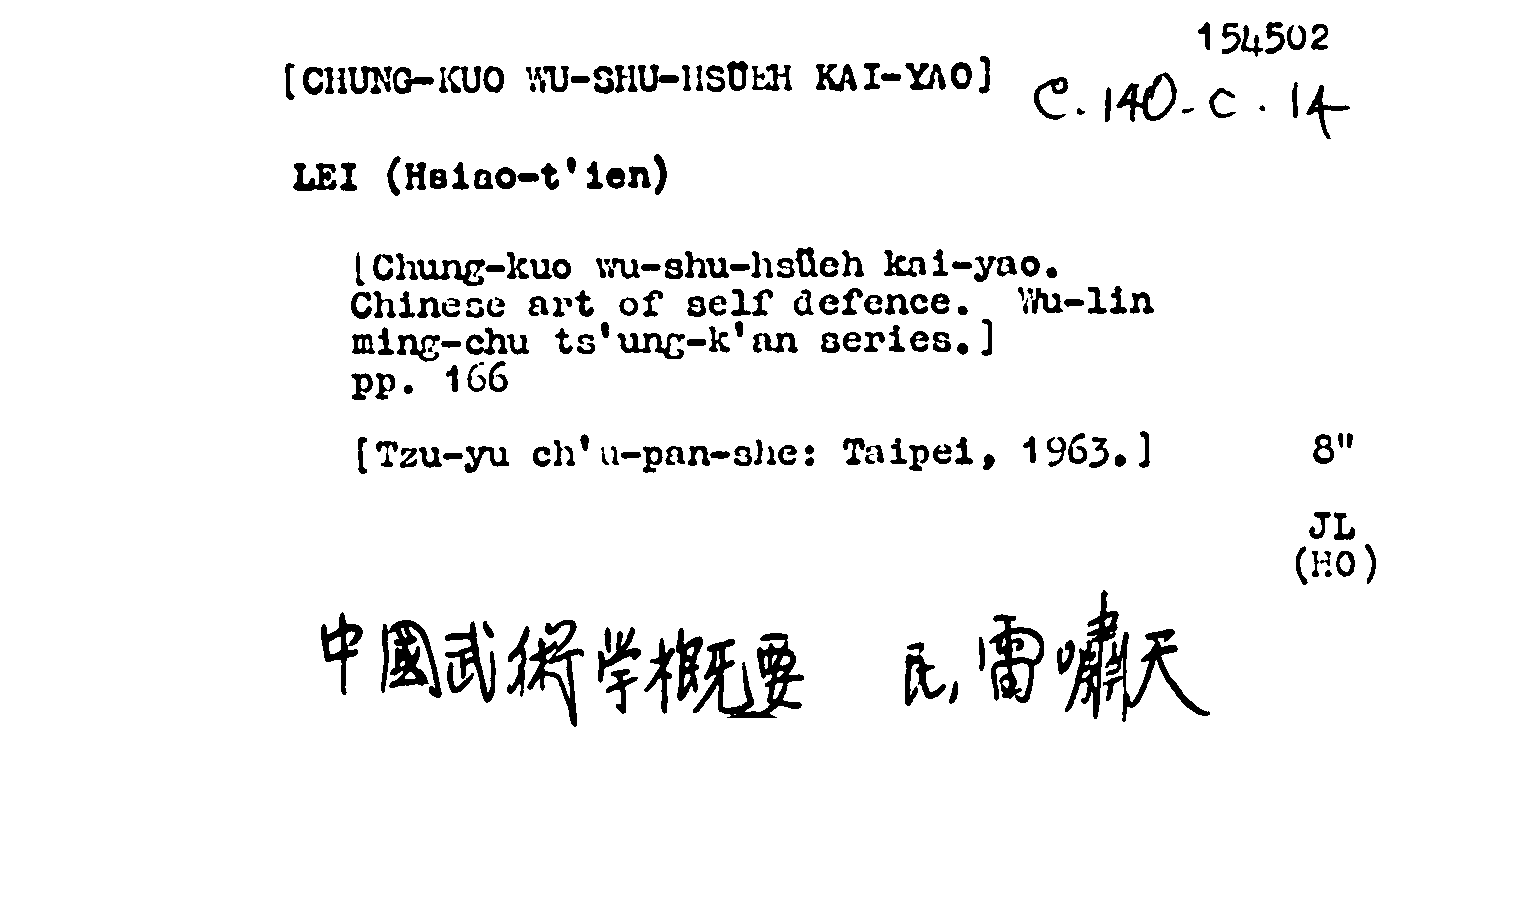 154502
[CHUNG-KUO WU-SHU-HSÜEH KAI-YAO]
C.140-c.14
LEI (Hsiao-t'ien)
[Chung-kuo wu-shu-hsüeh kai-yao.
Chinese art of self defence. Wu-lin
ming-chu ts'ung-k'an series.]
pp. 166
[Tzu-yu ch'u-pan-she: Taipei, 1963.] 8"
JL
(HO)
中國武術学概要 民, 雷嘯天